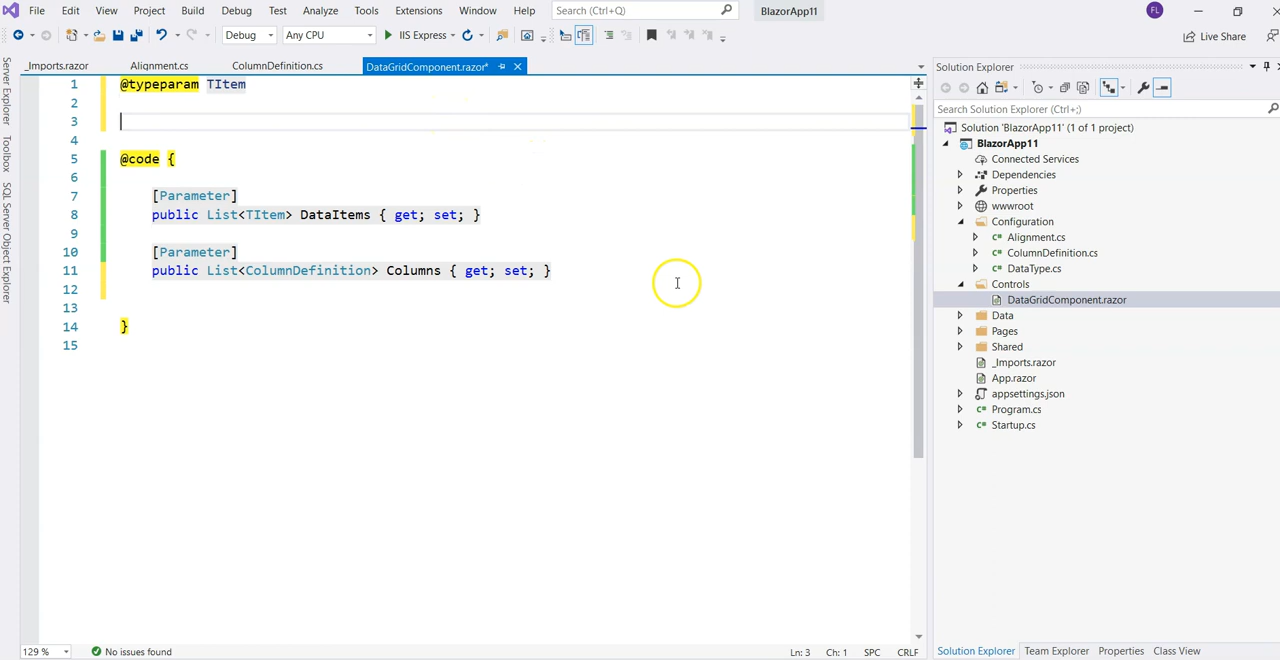 File Edit View Project Build Debug Test Analyze Tools Extensions Window Help Search (Ctrl+Q) BlazorApp11 FL
Debug Any CPU IIS Express Live Share
_Imports.razor Alignment.cs ColumnDefinition.cs DataGridComponent.razor*
Server Explorer
Toolbox
SQL Server Object Explorer
1 @typeparam TItem
2
3
4
5 @code {
6
7 [Parameter]
8 public List<TItem> DataItems { get; set; }
9
10 [Parameter]
11 public List<ColumnDefinition> Columns { get; set; }
12
13
14 }
15
129 % No issues found Ln: 3 Ch: 1 SPC CRLF
Solution Explorer
Search Solution Explorer (Ctrl+;)
Solution 'BlazorApp11' (1 of 1 project)
BlazorApp11
Connected Services
Dependencies
Properties
wwwroot
Configuration
C# Alignment.cs
C# ColumnDefinition.cs
C# DataType.cs
Controls
DataGridComponent.razor
Data
Pages
Shared
_Imports.razor
App.razor
appsettings.json
C# Program.cs
C# Startup.cs
Solution Explorer Team Explorer Properties Class View